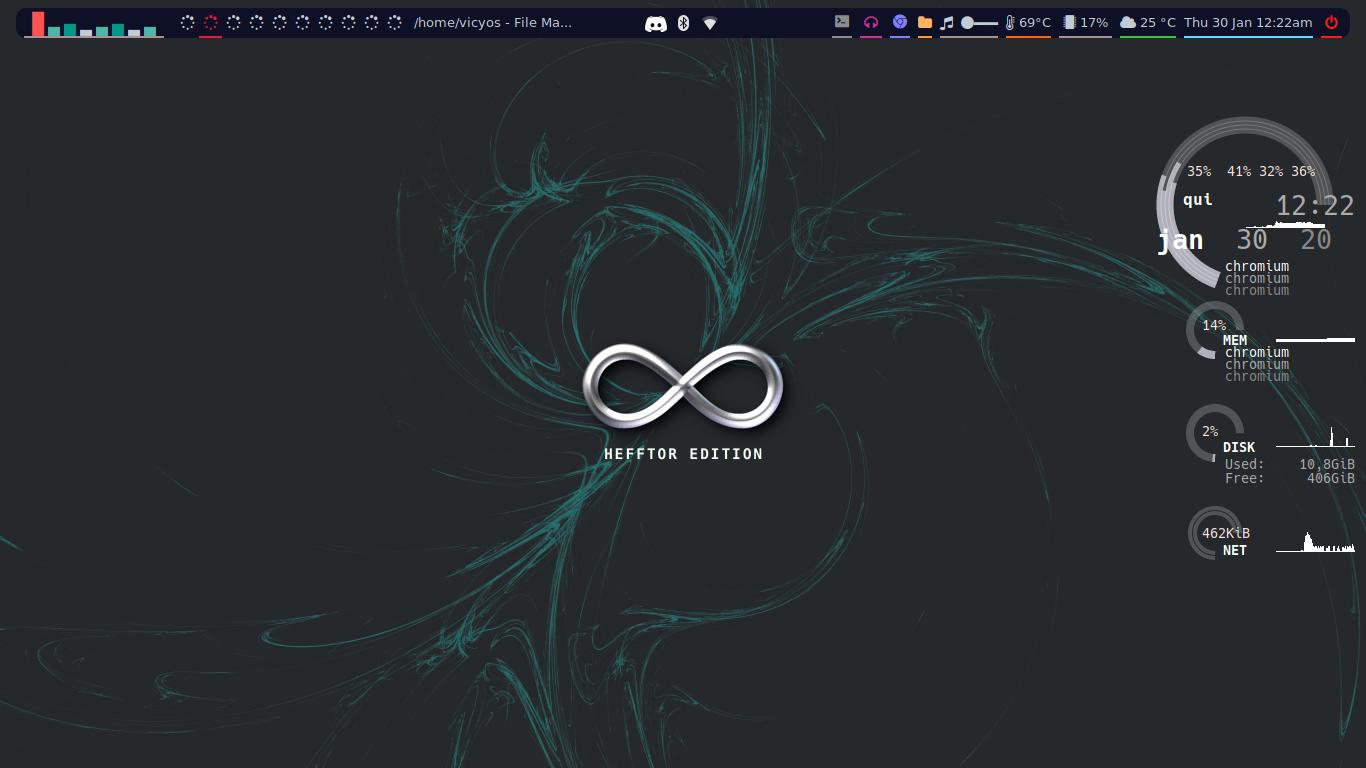 /home/vicyos - File Ma... 69°C 17% 25 °C Thu 30 Jan 12:22am
35% 41% 32% 36%
qui 12:22
jan 30 20
chromium
chromium
chromium
14%
MEM
chromium
chromium
chromium
2%
DISK
Used: 10,8GiB
Free: 406GiB
462KiB
NET
HEFFTOR EDITION